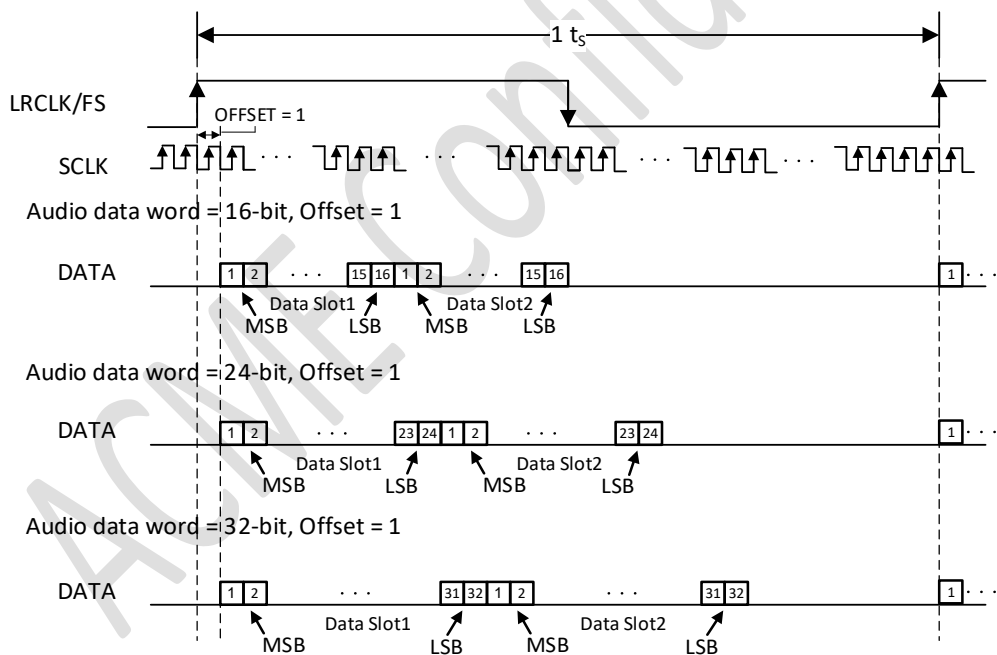 1 tS
LRCLK/FS
OFFSET = 1
SCLK · · · · · · · · · · · ·
Audio data word = 16-bit, Offset = 1
DATA 1 2 · · · 15 16 1 2 · · · 15 16 1 · · ·
Data Slot1 Data Slot2
MSB LSB MSB LSB
Audio data word = 24-bit, Offset = 1
DATA 1 2 · · · 23 24 1 2 · · · 23 24 1 · · ·
Data Slot1 Data Slot2
MSB LSB MSB LSB
Audio data word = 32-bit, Offset = 1
DATA 1 2 · · · 31 32 1 2 · · · 31 32 1 · · ·
Data Slot1 Data Slot2
MSB LSB MSB LSB
ACME Confid